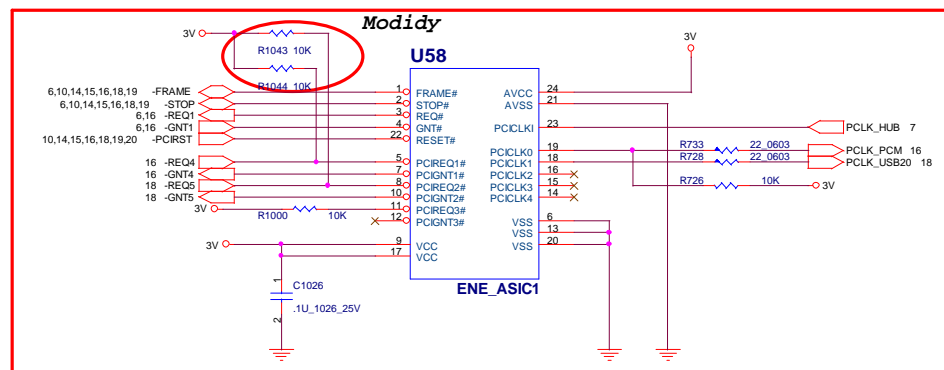 Modidy
3V
R1043 10K
R1044 10K
U58
3V
6,10,14,15,16,18,19 -FRAME 1 FRAME# AVCC 24
6,10,14,15,16,18,19 -STOP 2 STOP# AVSS 21
6,16 -REQ1 3 REQ#
6,16 -GNT1 4 GNT# PCICLKI 23 PCLK_HUB 7
10,14,15,16,18,19,20 -PCIRST 22 RESET#
PCICLK0 19 R733 22_0603 PCLK_PCM 16
16 -REQ4 5 PCIREQ1# PCICLK1 18 R728 22_0603 PCLK_USB20 18
16 -GNT4 7 PCIGNT1# PCICLK2 16
18 -REQ5 8 PCIREQ2# PCICLK3 15 R726 10K 3V
18 -GNT5 10 PCIGNT2# PCICLK4 14
3V R1000 10K 11 PCIREQ3#
12 PCIGNT3# VSS 6
VSS 13
3V 9 VCC VSS 20
17 VCC
1
C1026
ENE_ASIC1
.1U_1026_25V
2